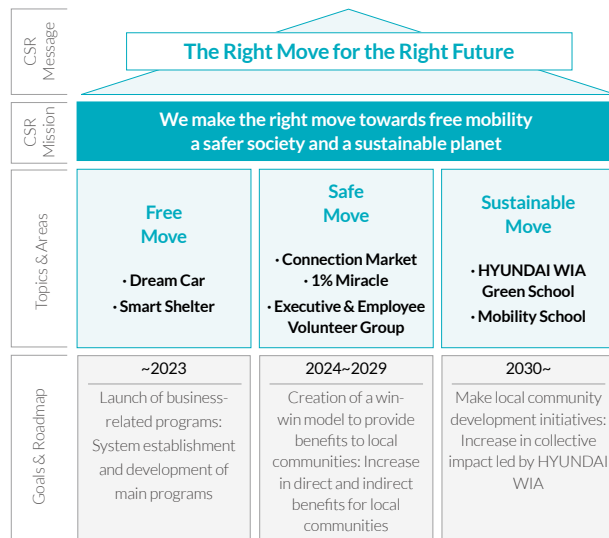 CSR
Message
The Right Move for the Right Future
CSR
Mission
We make the right move towards free mobility
a safer society and a sustainable planet
Topics & Areas
Free
Move
· Dream Car
· Smart Shelter
Safe
Move
· Connection Market
· 1% Miracle
· Executive & Employee
Volunteer Group
Sustainable
Move
· HYUNDAI WIA
Green School
· Mobility School
Goals & Roadmap
~2023
Launch of business-
related programs:
System establishment
and development of
main programs
2024~2029
Creation of a win-
win model to provide
benefits to local
communities: Increase
in direct and indirect
benefits for local
communities
2030~
Make local community
development initiatives:
Increase in collective
impact led by HYUNDAI
WIA